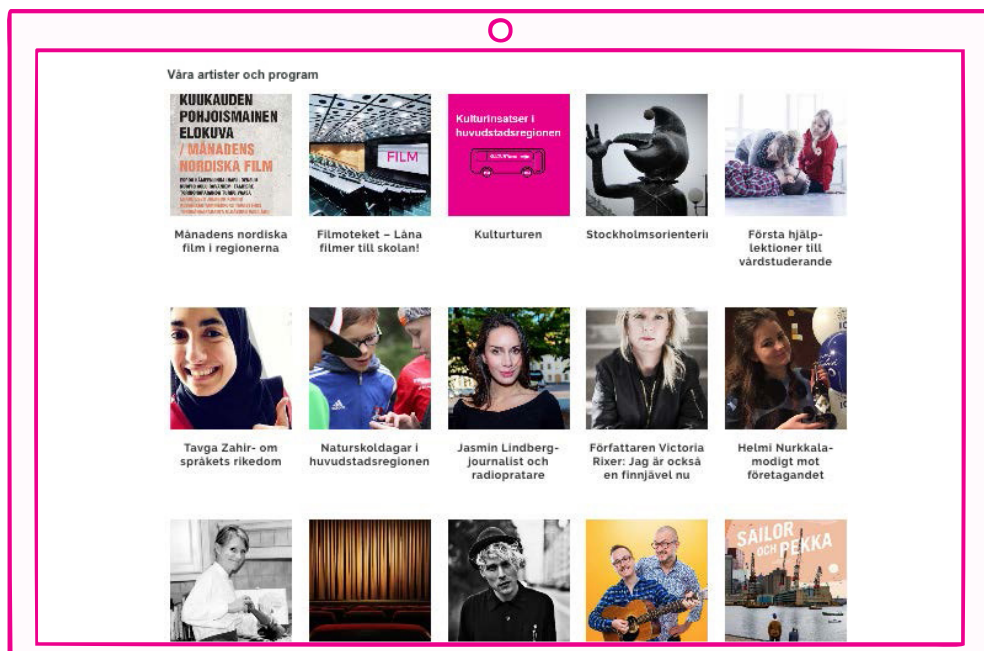 Våra artister och program
KUUKAUDEN
POHJOISMAINEN
ELOKUVA
/ MÅNADENS
NORDISKA FILM
FILM
Kulturinsatser i
huvudstadsregionen
Månadens nordiska
film i regionerna
Filmoteket – Låna
filmer till skolan!
Kulturturen
Stockholmsorienterin
Första hjälp-
lektioner till
vårdstuderande
Tavga Zahir- om
språkets rikedom
Naturskoldagar i
huvudstadsregionen
Jasmin Lindberg-
journalist och
radiopratare
Författaren Victoria
Rixer: Jag är också
en finnjävel nu
Helmi Nurkkala-
modigt mot
företagandet
SAILOR
OCH PEKKA